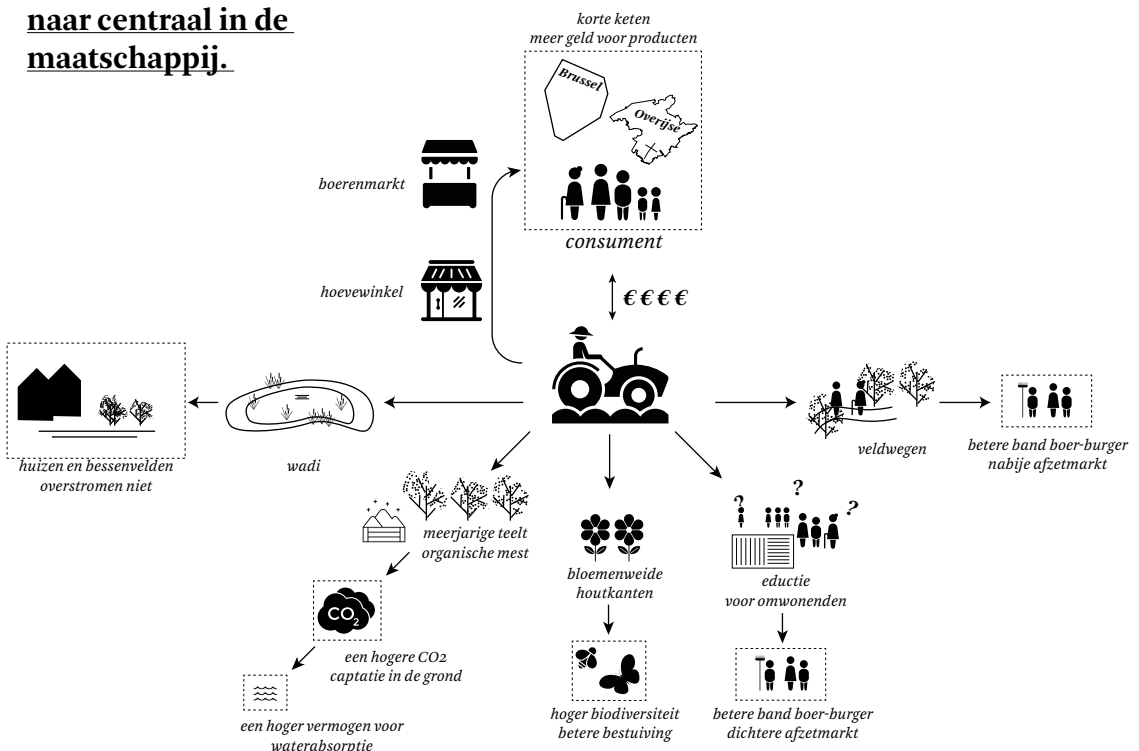 naar centraal in de
maatschappij.
korte keten
meer geld voor producten
Brussel
Overijse
consument
boerenmarkt
hoevewinkel
€ € € €
huizen en bessenvelden
overstromen niet
wadi
veldwegen
betere band boer-burger
nabije afzetmarkt
meerjarige teelt
organische mest
bloemenweide
houtkanten
?
?
?
eductie
voor omwonenden
CO2
een hogere CO2
captatie in de grond
een hoger vermogen voor
waterabsorptie
hoger biodiversiteit
betere bestuiving
betere band boer-burger
dichtere afzetmarkt